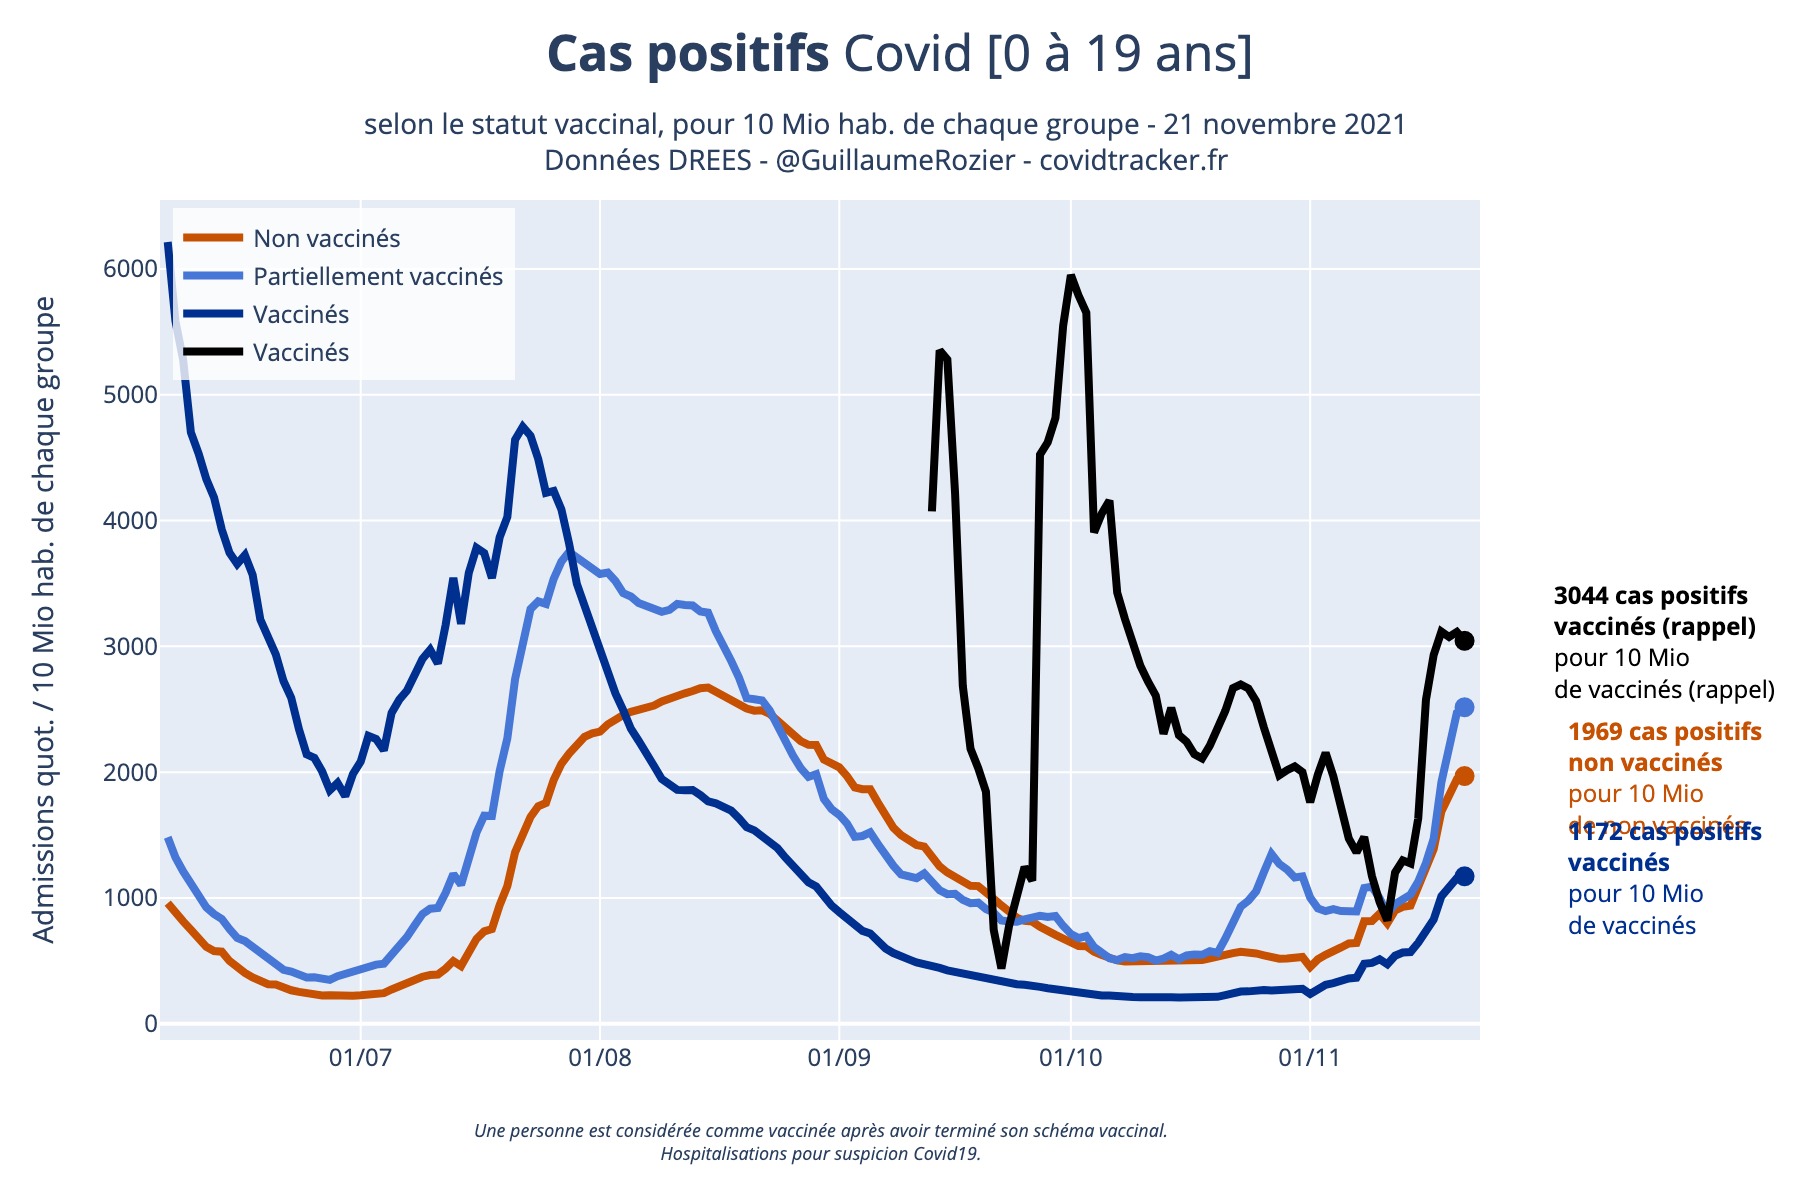 Cas positifs Covid [0 à 19 ans]
selon le statut vaccinal, pour 10 Mio hab. de chaque groupe - 21 novembre 2021
Données DREES - @GuillaumeRozier - covidtracker.fr
Admissions quot. / 10 Mio hab. de chaque groupe
Non vaccinés
Partiellement vaccinés
Vaccinés
Vaccinés
6000
5000
4000
3000
2000
1000
0
01/07
01/08
01/09
01/10
01/11
3044 cas positifs
vaccinés (rappel)
pour 10 Mio
de vaccinés (rappel)
1969 cas positifs
non vaccinés
pour 10 Mio
de non vaccinés
1172 cas positifs
vaccinés
pour 10 Mio
de vaccinés
Une personne est considérée comme vaccinée après avoir terminé son schéma vaccinal.
Hospitalisations pour suspicion Covid19.